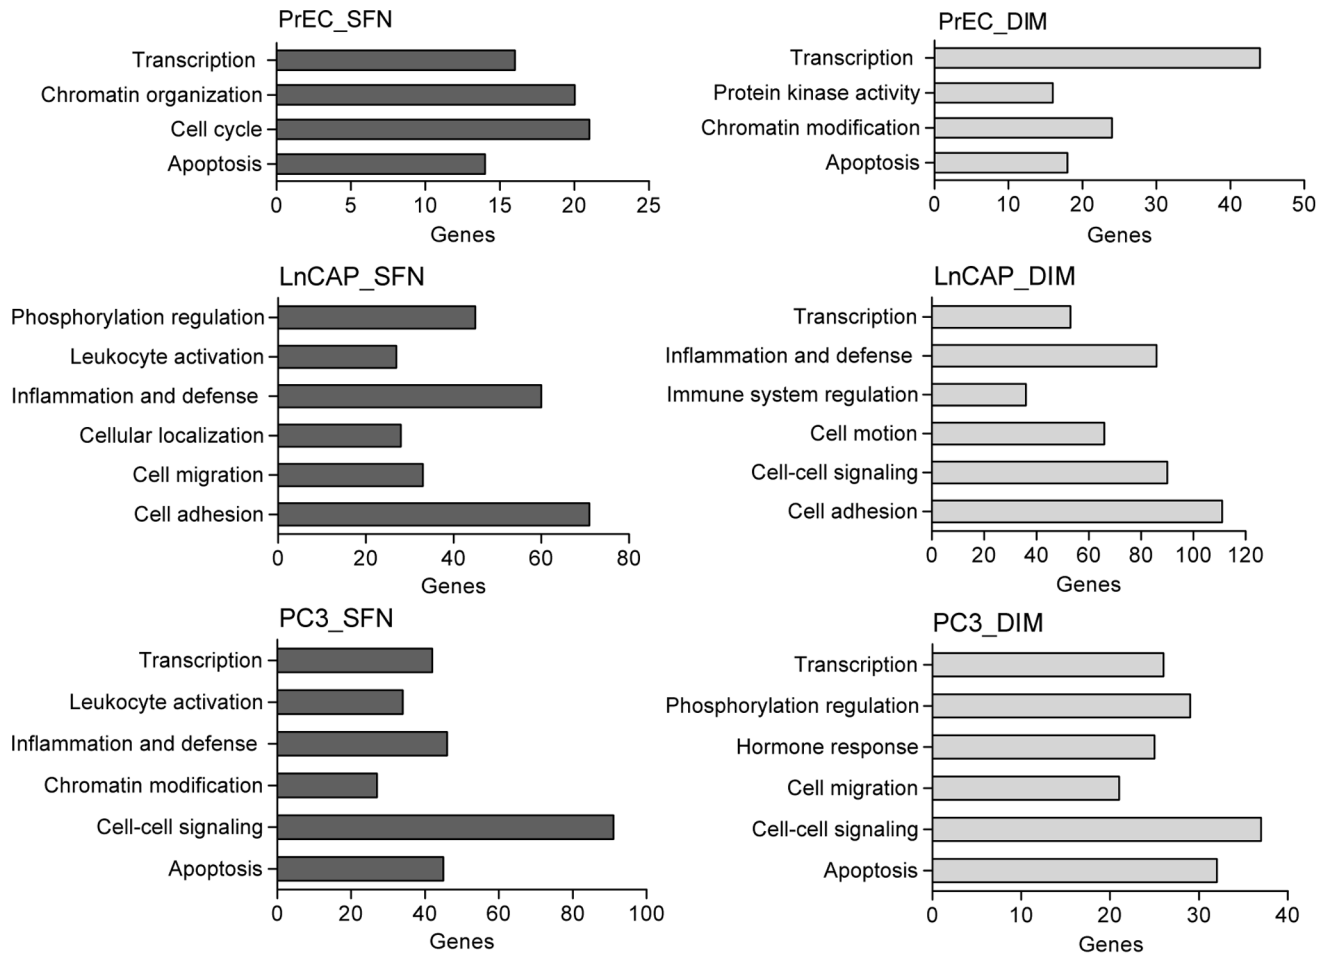 PrEC_SFN
Transcription
Chromatin organization
Cell cycle
Apoptosis
0 5 10 15 20 25
Genes
PrEC_DIM
Transcription
Protein kinase activity
Chromatin modification
Apoptosis
0 10 20 30 40 50
Genes
LnCAP_SFN
Phosphorylation regulation
Leukocyte activation
Inflammation and defense
Cellular localization
Cell migration
Cell adhesion
0 20 40 60 80
Genes
LnCAP_DIM
Transcription
Inflammation and defense
Immune system regulation
Cell motion
Cell-cell signaling
Cell adhesion
0 20 40 60 80 100 120
Genes
PC3_SFN
Transcription
Leukocyte activation
Inflammation and defense
Chromatin modification
Cell-cell signaling
Apoptosis
0 20 40 60 80 100
Genes
PC3_DIM
Transcription
Phosphorylation regulation
Hormone response
Cell migration
Cell-cell signaling
Apoptosis
0 10 20 30 40
Genes